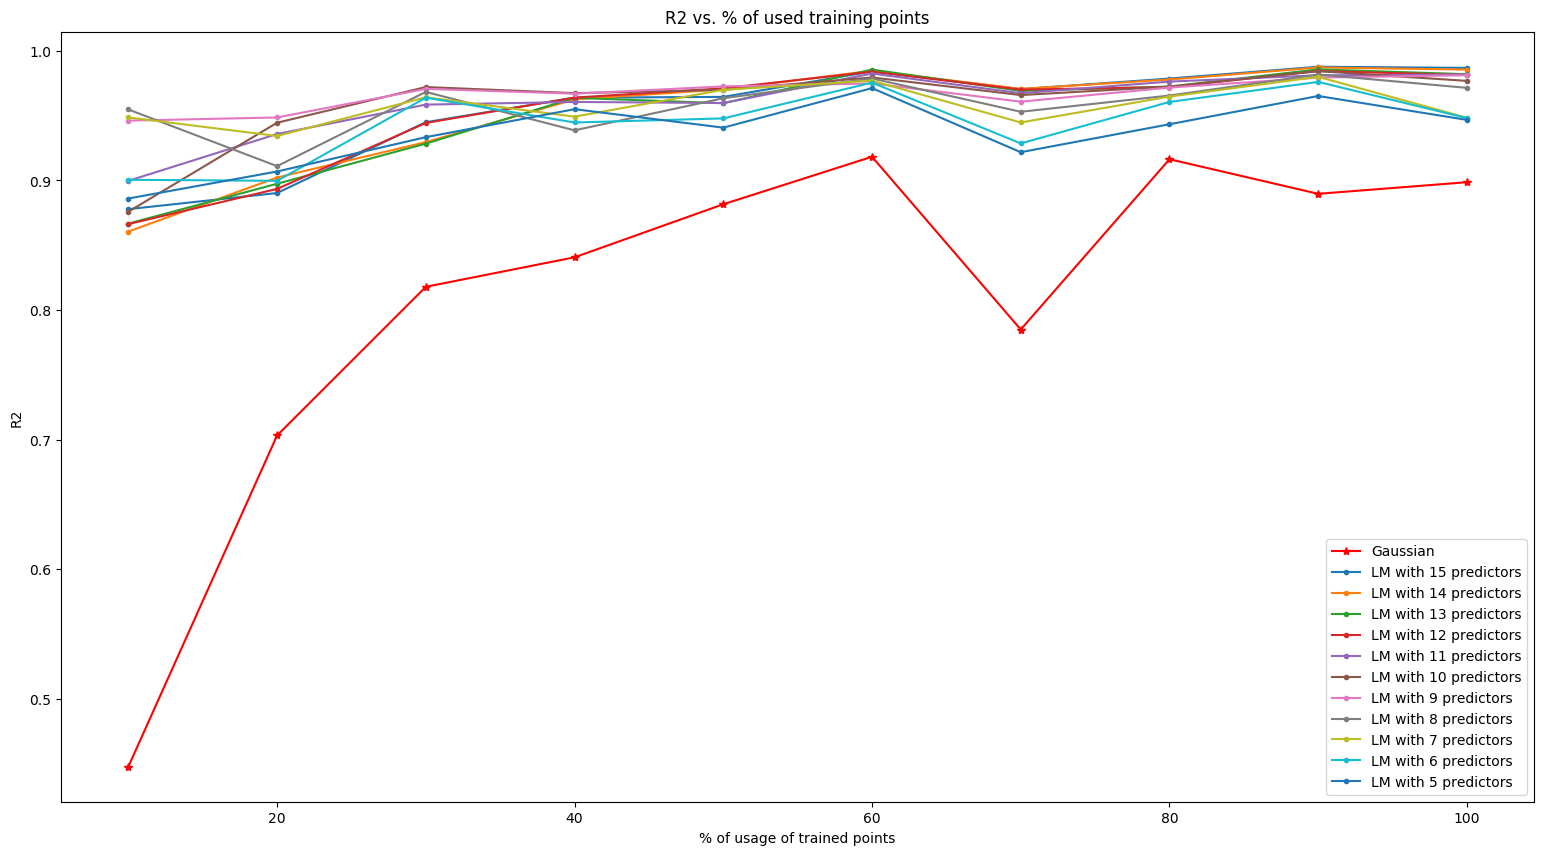 R2 vs. % of used training points
1.0
0.9
0.8
0.7
0.6
0.5
R2
20
40
60
80
100
% of usage of trained points
Gaussian
LM with 15 predictors
LM with 14 predictors
LM with 13 predictors
LM with 12 predictors
LM with 11 predictors
LM with 10 predictors
LM with 9 predictors
LM with 8 predictors
LM with 7 predictors
LM with 6 predictors
LM with 5 predictors